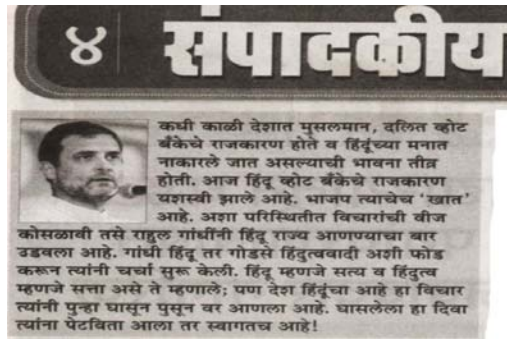 ४
संपादकीय
कधी काळी देशात मुसलमान, दलित व्होट
बँकेचे राजकारण होते व हिंदूंच्या मनात
नाकारले जात असल्याची भावना तीव्र
होती. आज हिंदू व्होट बँकेचे राजकारण
यशस्वी झाले आहे. भाजप त्याचेच ‘खात’
आहे. अशा परिस्थितीत विचारांची वीज
कोसळावी तसे राहुल गांधींनी हिंदू राज्य आणण्याचा बार
उडवला आहे. गांधी हिंदू तर गोडसे हिंदुत्ववादी अशी फोड
करून त्यांनी चर्चा सुरू केली. हिंदू म्हणजे सत्य व हिंदुत्व
म्हणजे सत्ता असे ते म्हणाले; पण देश हिंदूंचा आहे हा विचार
त्यांनी पुन्हा घासून पुसून वर आणला आहे. घासलेला हा दिवा
त्यांना पेटविता आला तर स्वागतच आहे!